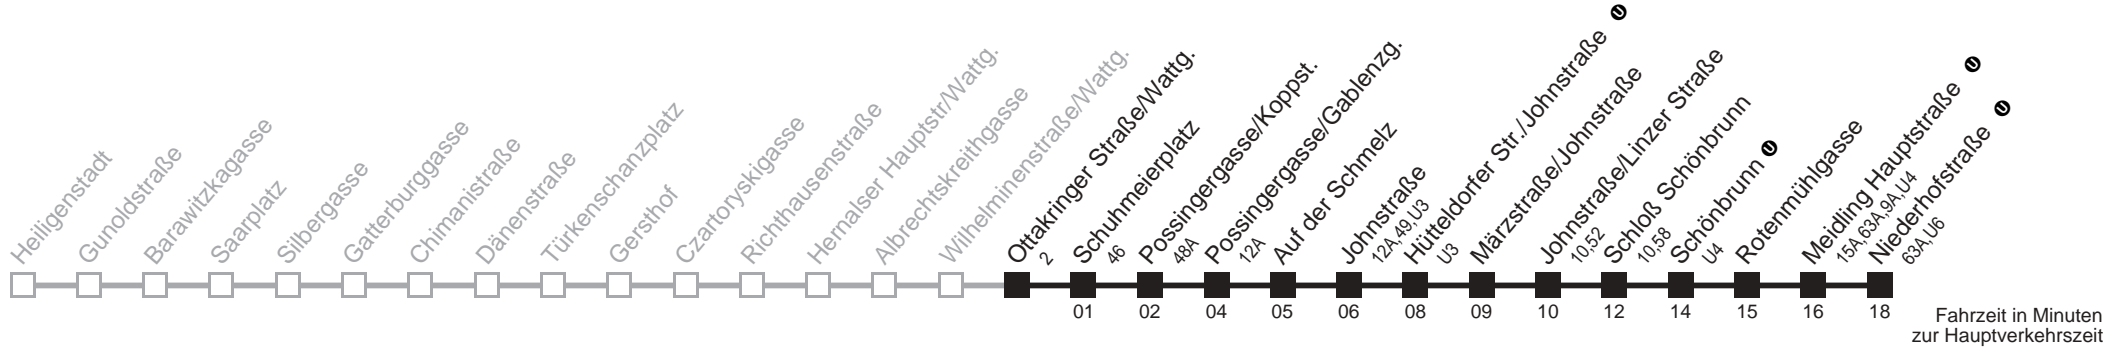 Heiligenstadt
Gunoldstraße
Barawitzkagasse
Saarplatz
Silbergasse
Gatterburggasse
Chimanistraße
Dänenstraße
Türkenschanzplatz
Gersthof
Czartoryskigasse
Richthausenstraße
Hernalser Hauptstr/Wattg.
Albrechtskreithgasse
Wilhelminenstraße/Wattg.
Ottakringer Straße/Wattg.
2
Schuhmeierplatz
46
Possingergasse/Koppst.
48A
Possingergasse/Gablenzg.
12A
Auf der Schmelz
Johnstraße
12A,49,U3
Hütteldorfer Str./Johnstraße U
U3
Märzstraße/Johnstraße
Johnstraße/Linzer Straße
10,52
Schloß Schönbrunn
10,58
Schönbrunn U
U4
Rotenmühlgasse
Meidling Hauptstraße U
15A,63A,9A,U4
Niederhofstraße U
63A,U6
01 02 04 05 06 08 09 10 12 14 15 16 18
Fahrzeit in Minuten
zur Hauptverkehrszeit